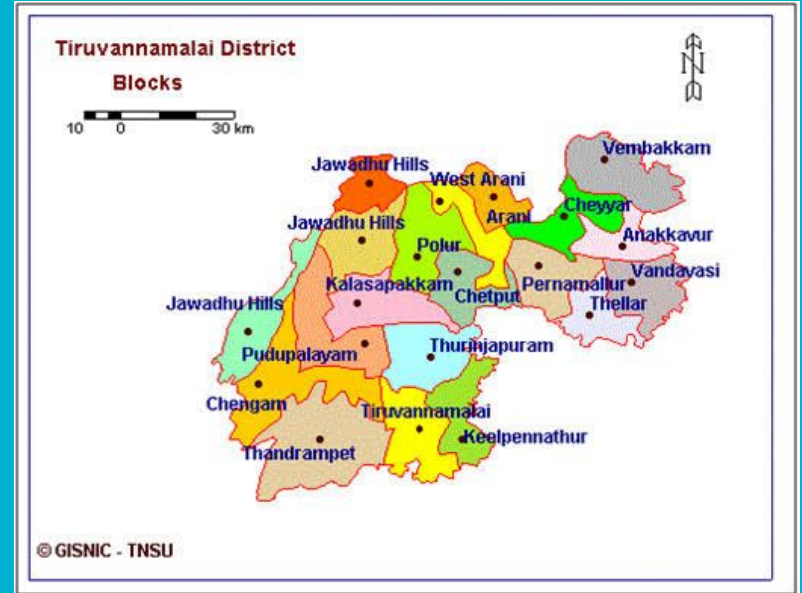 Tiruvannamalai District
Blocks
N
10 0 30 km
Vembakkam
Jawadhu Hills
West Arani
Cheyyar
Arani
Jawadhu Hills
Anakkavur
Polur
Vandavasi
Kalasapakkam
Pernamallur
Chetput
Thellar
Jawadhu Hills
Thurinjapuram
Pudupalayam
Chengam
Tiruvannamalai
Keelpennathur
Thandrampet
© GISNIC - TNSU